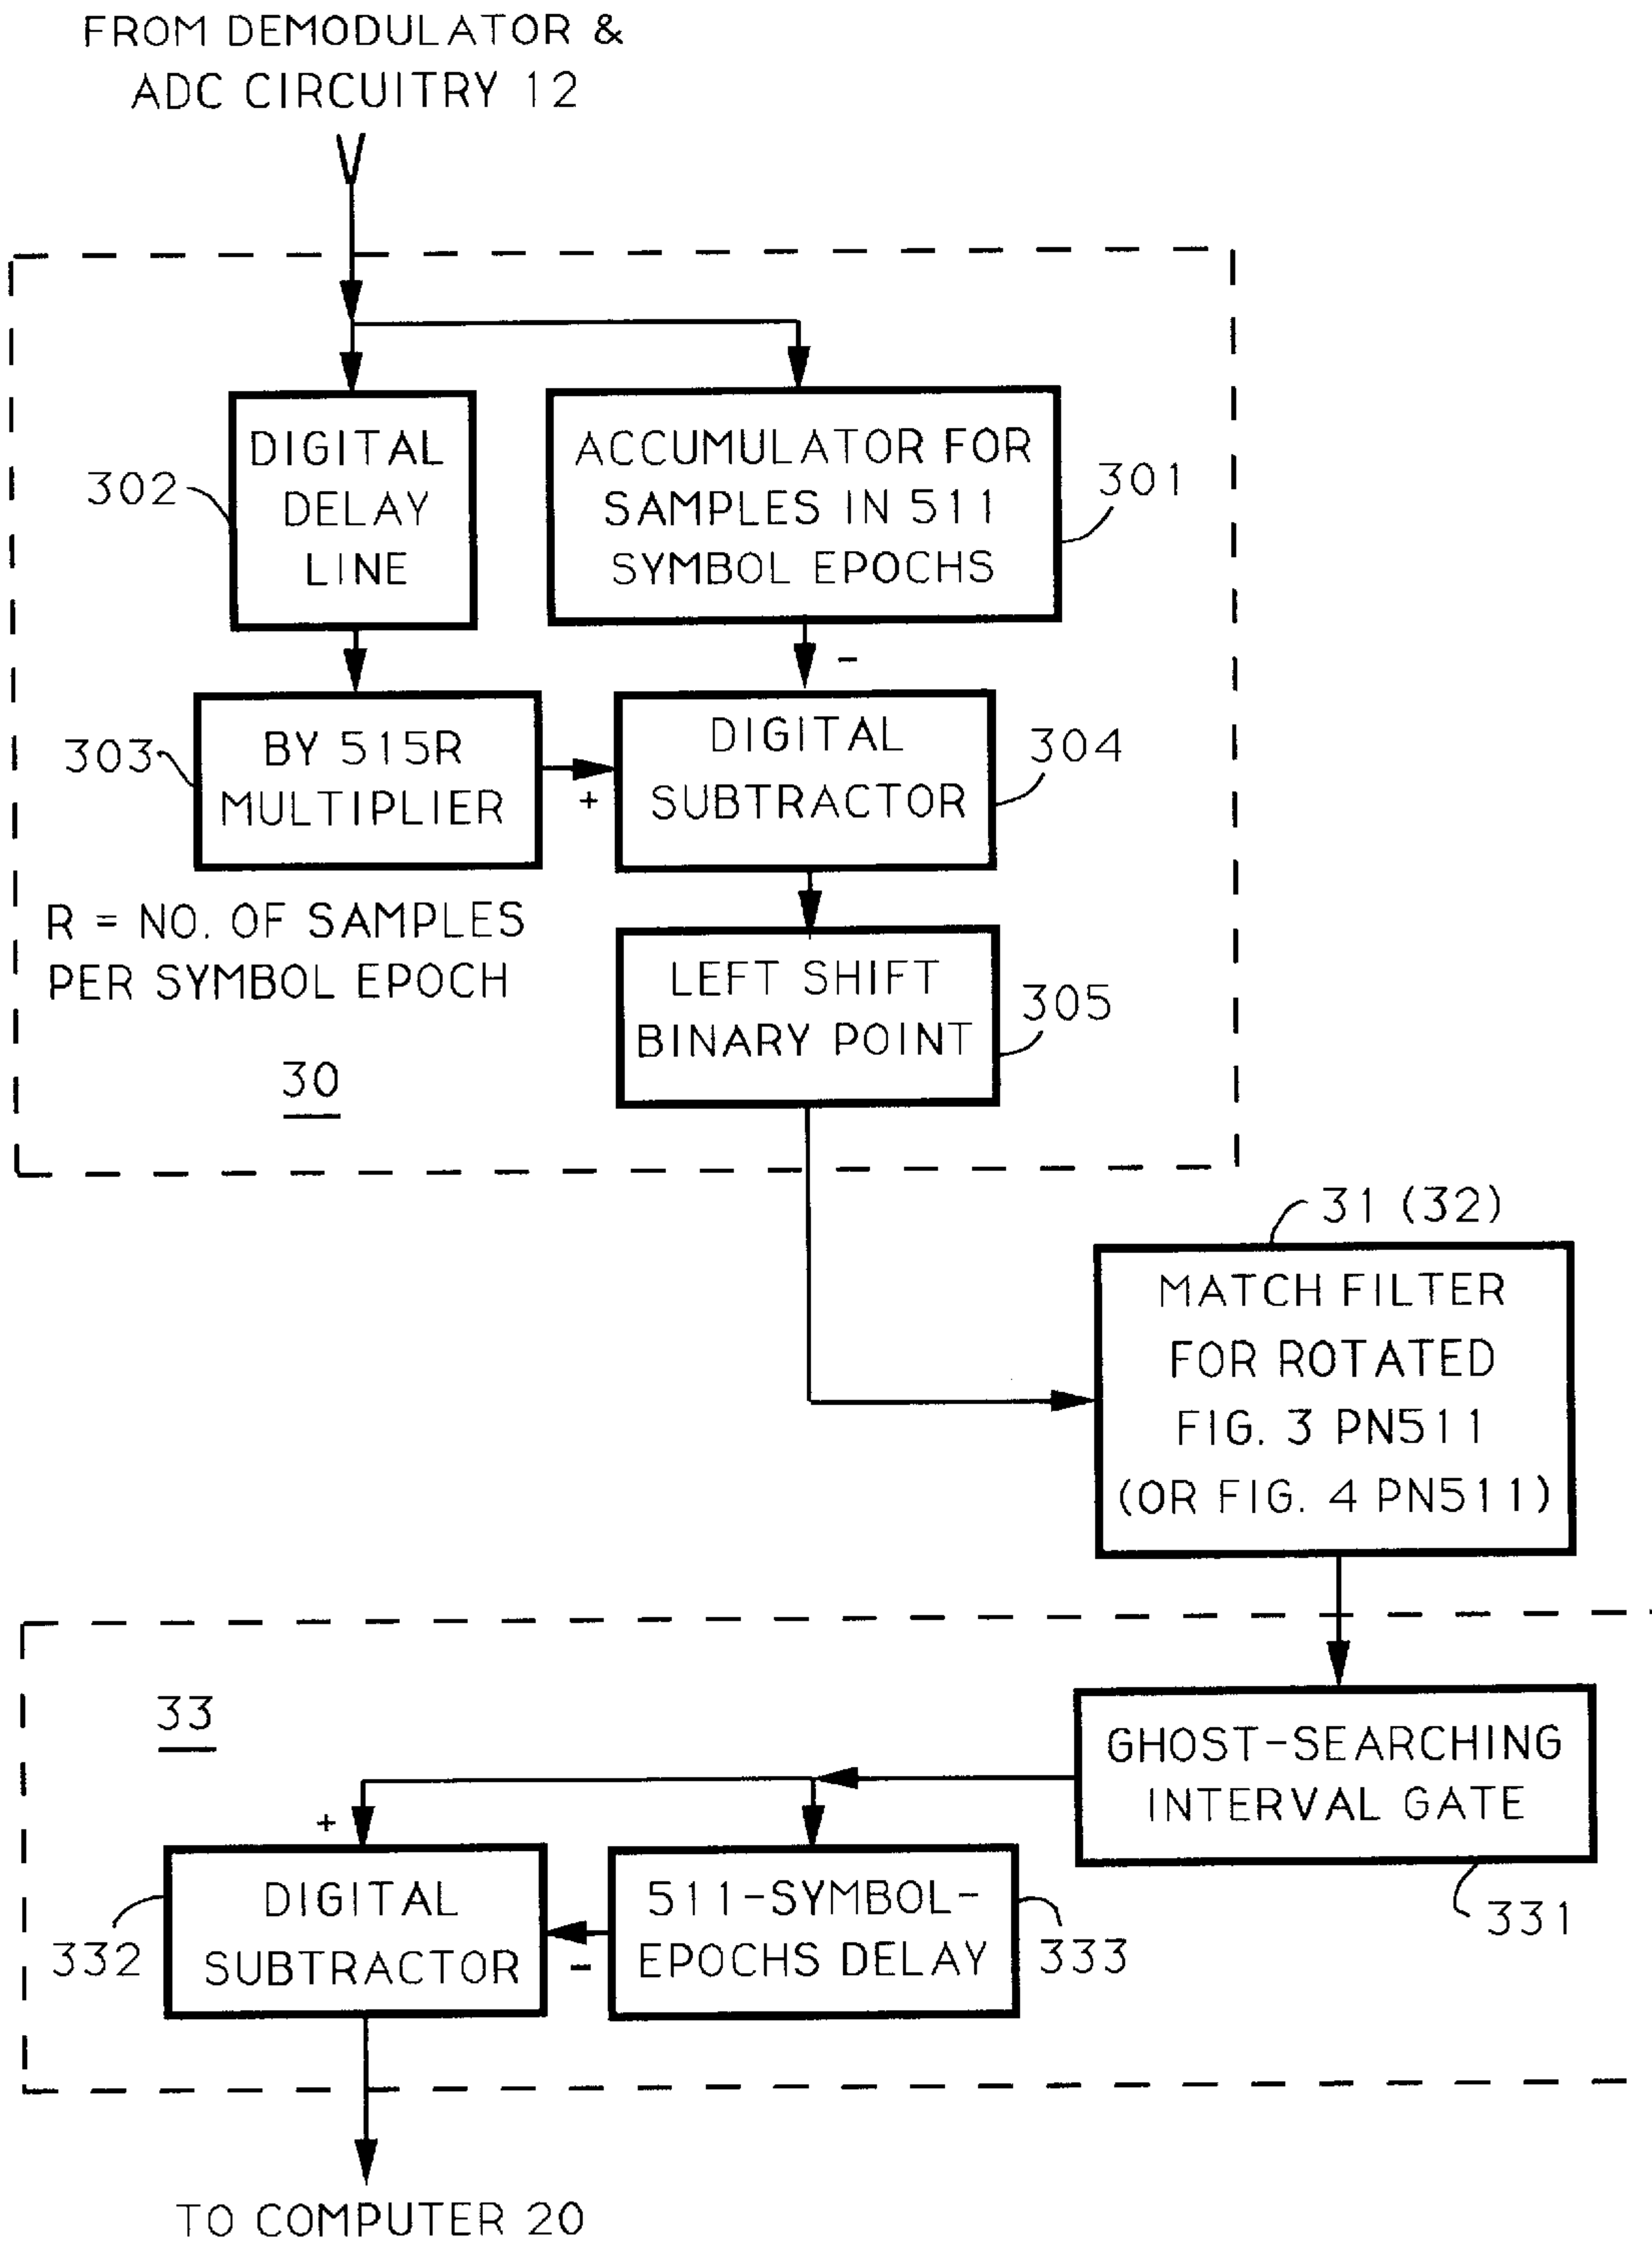 FROM DEMODULATOR &
ADC CIRCUITRY 12
DIGITAL
DELAY
LINE
302
ACCUMULATOR FOR
SAMPLES IN 511
SYMBOL EPOCHS
301
-
BY 515R
MULTIPLIER
303
+
DIGITAL
SUBTRACTOR
304
R = NO. OF SAMPLES
PER SYMBOL EPOCH
LEFT SHIFT
BINARY POINT
305
30
31 (32)
MATCH FILTER
FOR ROTATED
FIG. 3 PN511
(OR FIG. 4 PN511)
33
GHOST-SEARCHING
INTERVAL GATE
331
+
DIGITAL
SUBTRACTOR
332
-
511-SYMBOL-
EPOCHS DELAY
333
TO COMPUTER 20